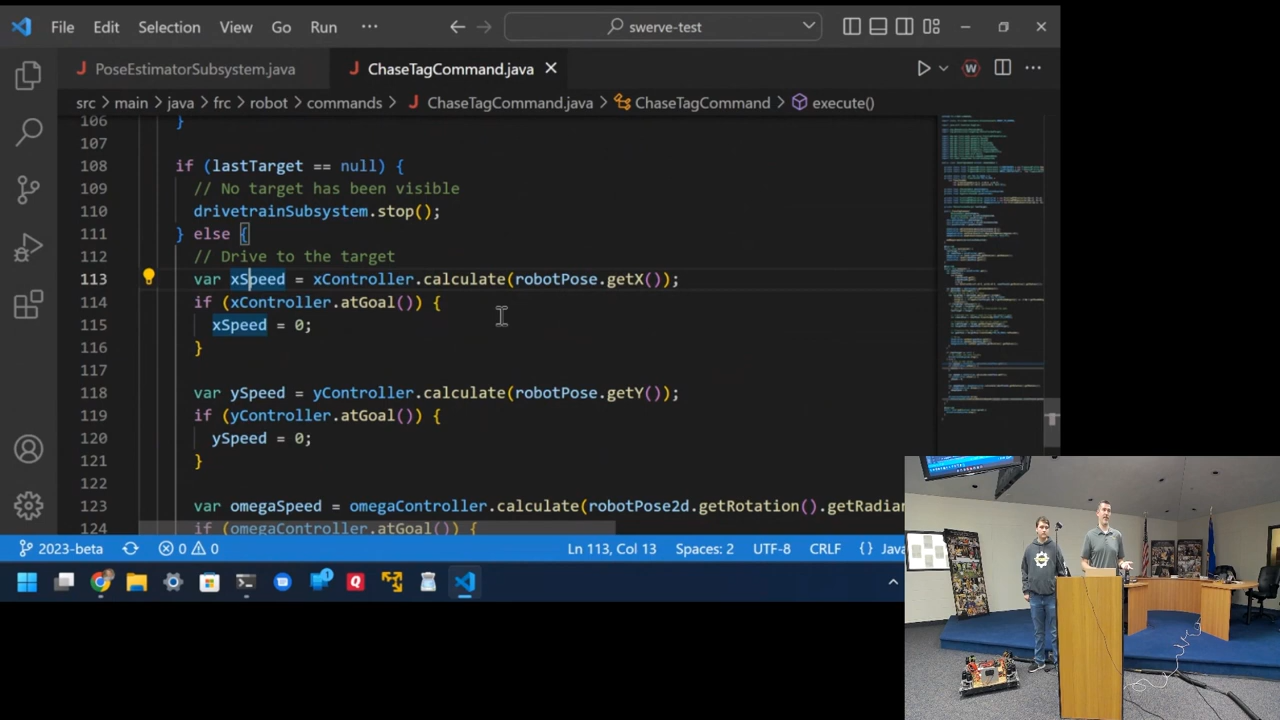 File Edit Selection View Go Run ··· swerve-test
PoseEstimatorSubsystem.java ChaseTagCommand.java
src > main > java > frc > robot > commands > ChaseTagCommand.java > ChaseTagCommand > execute()
106 }
107
108 if (lastTarget == null) {
109 // No target has been visible
110 drivetrainSubsystem.stop();
111 } else {
112 // Drive to the target
113 var xSpeed = xController.calculate(robotPose.getX());
114 if (xController.atGoal()) {
115 xSpeed = 0;
116 }
117
118 var ySpeed = yController.calculate(robotPose.getY());
119 if (yController.atGoal()) {
120 ySpeed = 0;
121 }
122
123 var omegaSpeed = omegaController.calculate(robotPose2d.getRotation().getRadian
124 if (omegaController.atGoal()) {
2023-beta 0 0 Ln 113, Col 13 Spaces: 2 UTF-8 CRLF {} Java